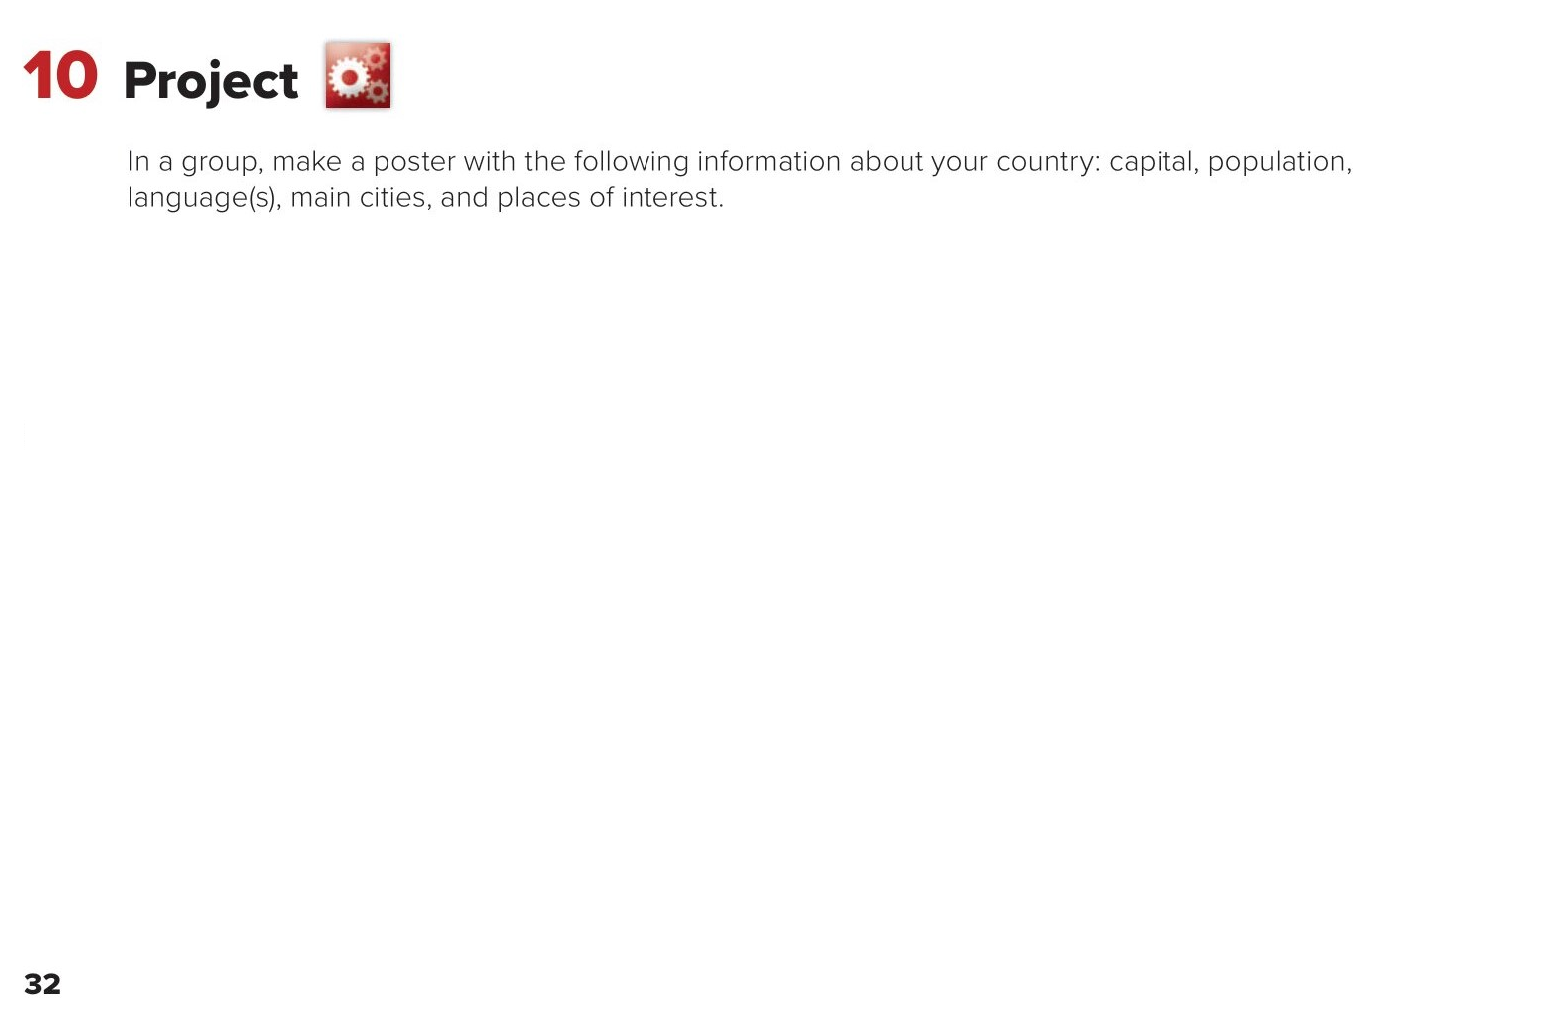 10 Project
In a group, make a poster with the following information about your country: capital, population,
language(s), main cities, and places of interest.
32